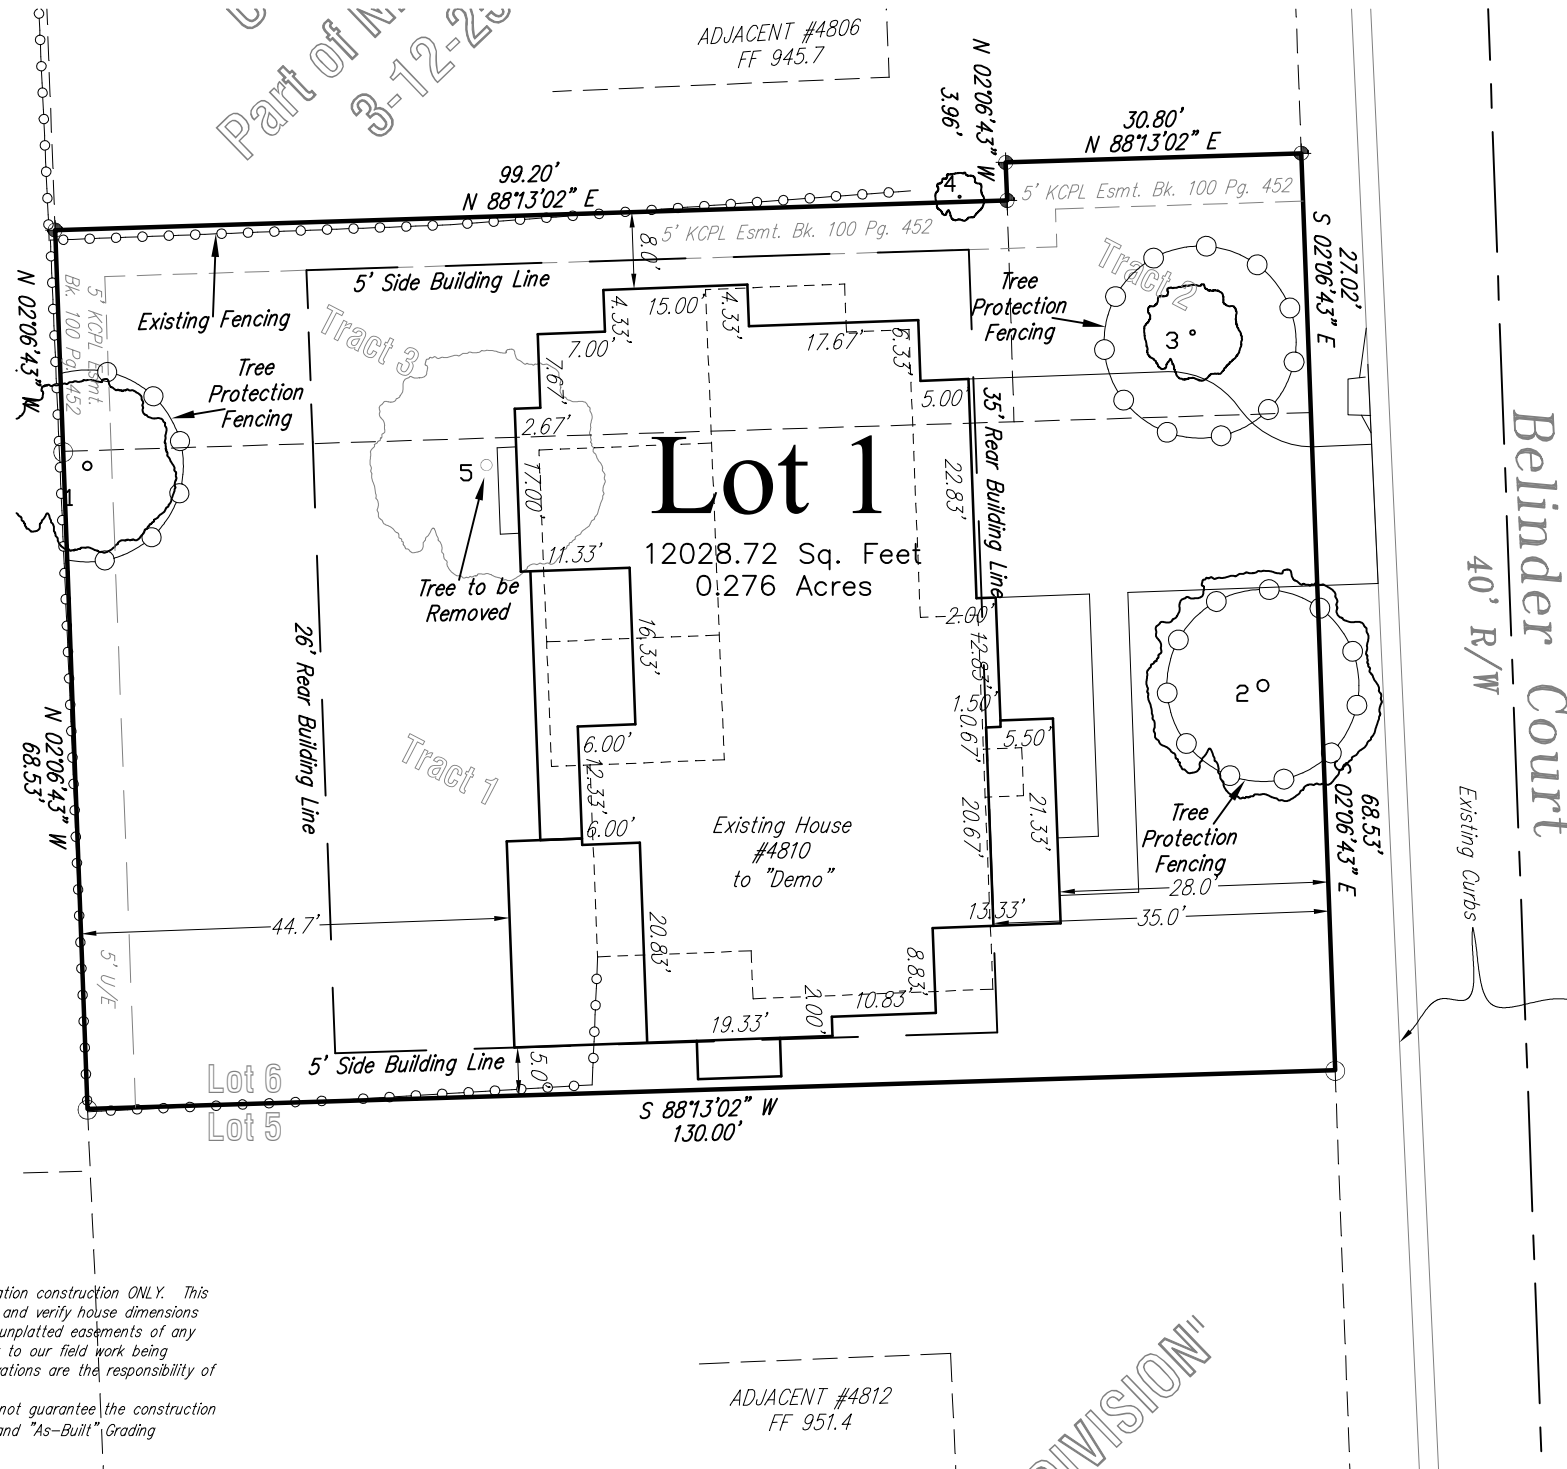 Part of
3-12-25
ADJACENT #4806
FF 945.7
N 02°06'43" W
3.96'
30.80'
N 88°13'02" E
99.20'
N 88°13'02" E
4
5' KCPL Esmt. Bk. 100 Pg. 452
5' KCPL Esmt. Bk. 100 Pg. 452
S 02°06'43" E
27.02'
8.0'
5' Side Building Line
Tree
Protection
Fencing
Tract 2
3
N 02°06'43" W
5' KCPL Esmt.
Bk. 100 Pg. 452
Existing Fencing
Tract 3
4.33'
15.00'
4.33'
7.00'
17.67'
6.33'
Tree
Protection
Fencing
7.67'
5.00'
2.67'
35' Rear Building Line
Lot 1
12028.72 Sq. Feet
0.276 Acres
1
5
17.00'
22.83'
11.33'
Tree to be
Removed
2.00'
12.83'
16.33'
26' Rear Building Line
1.50'
0.67'
5.50'
2
Belinder Court
40' R/W
N 02°06'43" W
68.53'
Tract 1
6.00'
12.33'
6.00'
Existing House
#4810
to "Demo"
20.67'
21.33'
Tree
Protection
Fencing
S 02°06'43" E
68.53'
Existing Curbs
28.0'
44.7'
20.83'
13.33'
35.0'
8.83'
5' U/E
2.00'
10.83'
19.33'
5' Side Building Line
5.0'
Lot 6
Lot 5
S 88°13'02" W
130.00'
construction ONLY. This
and verify house dimensions
unplatted easements of any
to our field work being
are the responsibility of
not guarantee the construction
and "As-Built" Grading
ADJACENT #4812
FF 951.4
DIVISION"